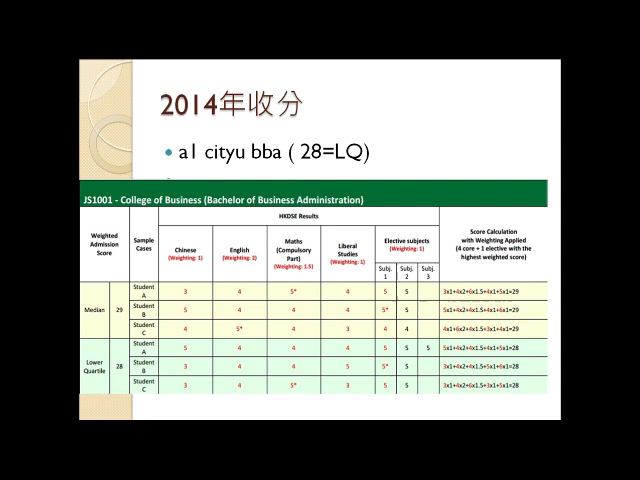 2014年收分
a1 cityu bba ( 28=LQ)
JS1001 - College of Business (Bachelor of Business Administration)
Weighted Admission Score
Sample Cases
HKDSE Results
Score Calculation with Weighting Applied (4 core + 1 elective with the highest weighted score)
Chinese (Weighting: 1)
English (Weighting: 2)
Maths (Compulsory Part) (Weighting: 1.5)
Liberal Studies (Weighting: 1)
Elective subjects (Weighting: 1)
Subj. 1
Subj. 2
Subj. 3
Median 29
Student A 3 4 5* 4 5 5 3x1+4x2+6x1.5+4x1+5x1=29
Student B 5 4 4 4 5* 5 5x1+4x2+4x1.5+4x1+6x1=29
Student C 4 5* 4 3 4 4 4x1+6x2+4x1.5+3x1+4x1=29
Lower Quartile 28
Student A 5 4 4 4 5 5 5 5x1+4x2+4x1.5+4x1+5x1=28
Student B 3 4 4 5 5* 5 3x1+4x2+4x1.5+5x1+6x1=28
Student C 3 4 5* 3 5 5 3x1+4x2+6x1.5+3x1+5x1=28